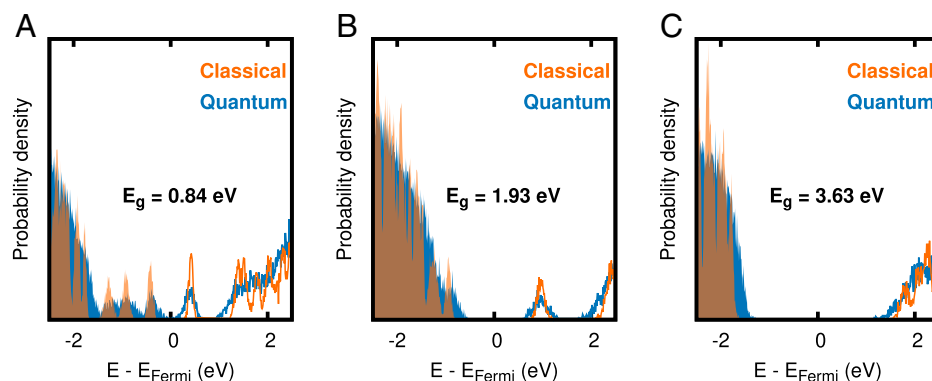 A
B
C
Classical
Quantum
E_g = 0.84 eV
Probability density
-2
0
2
E - E_Fermi (eV)
Classical
Quantum
E_g = 1.93 eV
Probability density
-2
0
2
E - E_Fermi (eV)
Classical
Quantum
E_g = 3.63 eV
Probability density
-2
0
2
E - E_Fermi (eV)